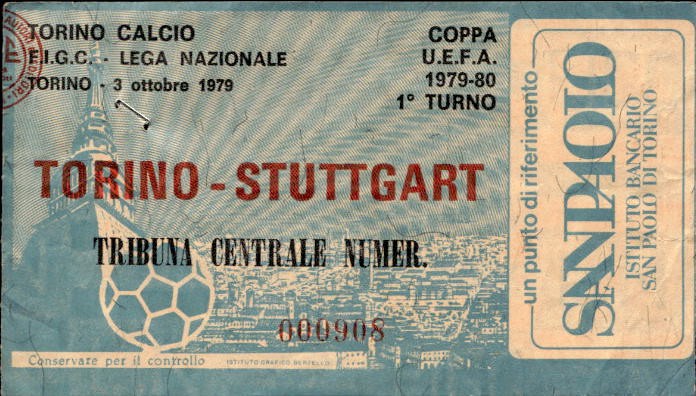 TORINO CALCIO
F.I.G.C. - LEGA NAZIONALE
TORINO - 3 ottobre 1979
COPPA
U.E.F.A.
1979-80
1° TURNO
TORINO - STUTTGART
TRIBUNA CENTRALE NUMER.
000908
Conservare per il controllo
ISTITUTO GRAFICO BERZELLO
un punto di riferimento
SANPAOLO
ISTITUTO BANCARIO
SAN PAOLO DI TORINO